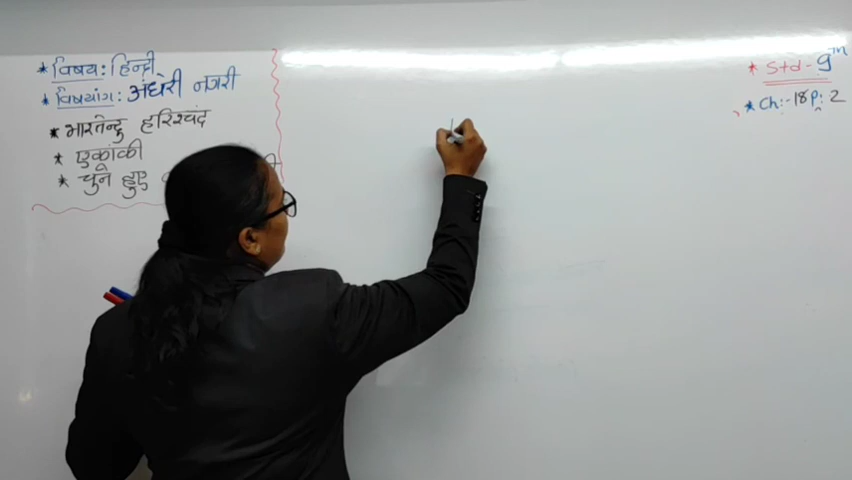 * विषय: हिन्दी
* विषयांग: अंधेरी नगरी
* भारतेन्दु हरिश्चंद्र
* एकांकी
* चुने हुए
* Std - 9TH
* Ch:- 18 P: 2